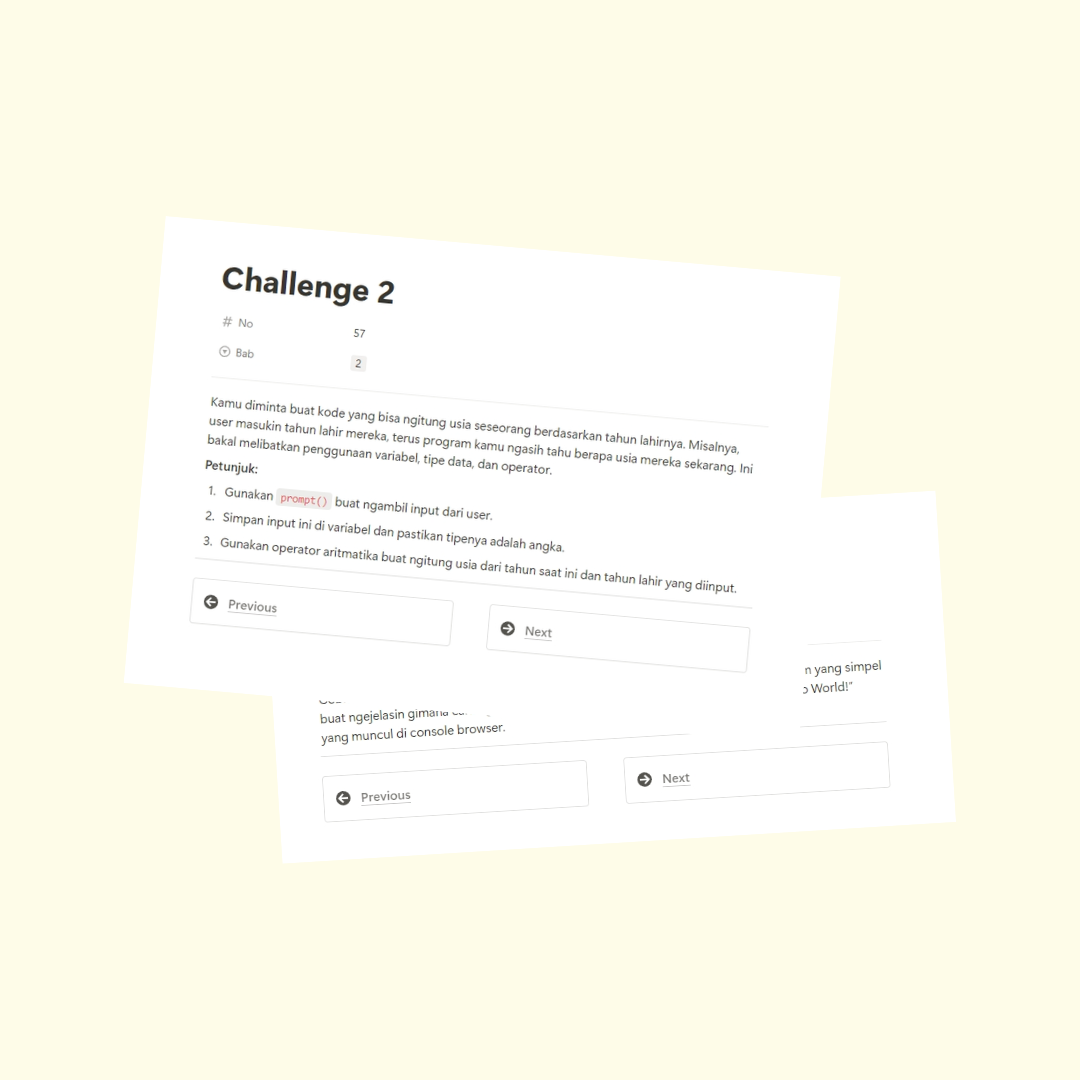 Challenge 2
No 57
Bab 2
Kamu diminta buat kode yang bisa ngitung usia seseorang berdasarkan tahun lahirnya. Misalnya,
user masukin tahun lahir mereka, terus program kamu ngasih tahu berapa usia mereka sekarang. Ini
bakal melibatkan penggunaan variabel, tipe data, dan operator.
Petunjuk:
1. Gunakan prompt() buat ngambil input dari user.
2. Simpan input ini di variabel dan pastikan tipenya adalah angka.
3. Gunakan operator aritmatika buat ngitung usia dari tahun saat ini dan tahun lahir yang diinput.
Previous
Next
yang simpel
World!"
buat ngejelasin gimana
yang muncul di console browser.
Previous
Next